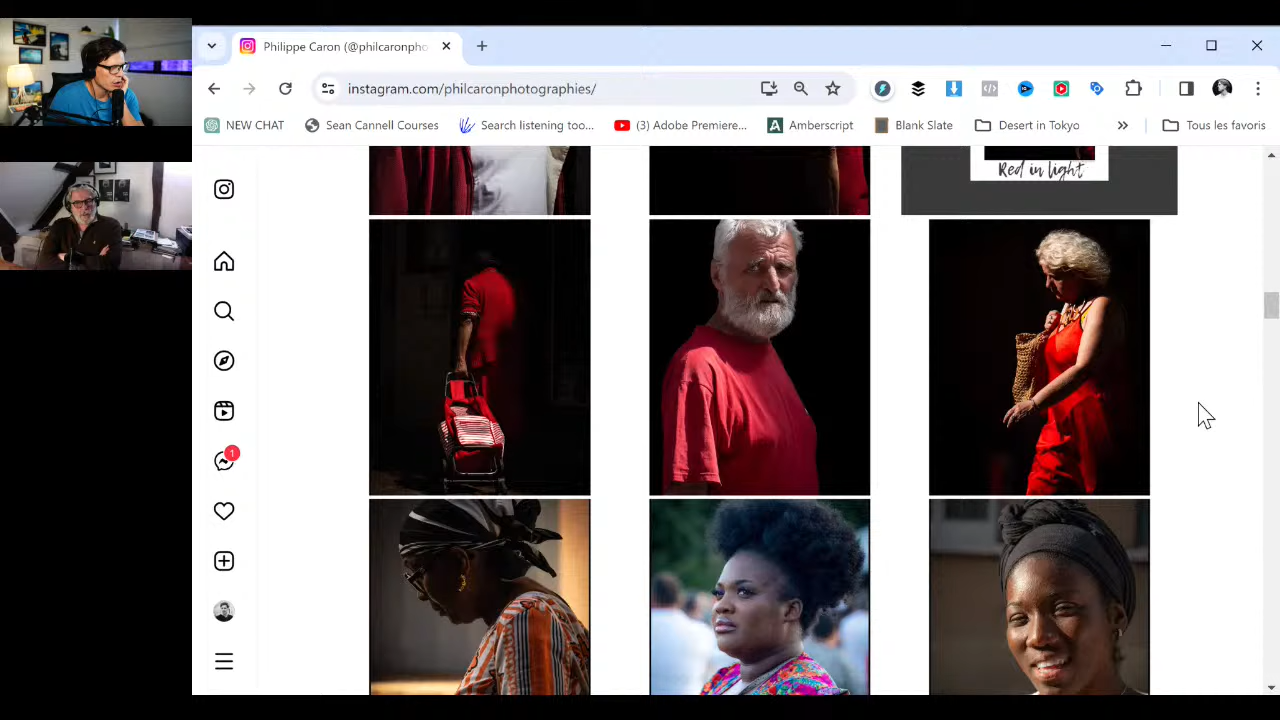 Philippe Caron (@philcaronpho
instagram.com/philcaronphotographies/
NEW CHAT
Sean Cannell Courses
Search listening too...
(3) Adobe Premiere...
Amberscript
Blank Slate
Desert in Tokyo
Tous les favoris
Red in light
1